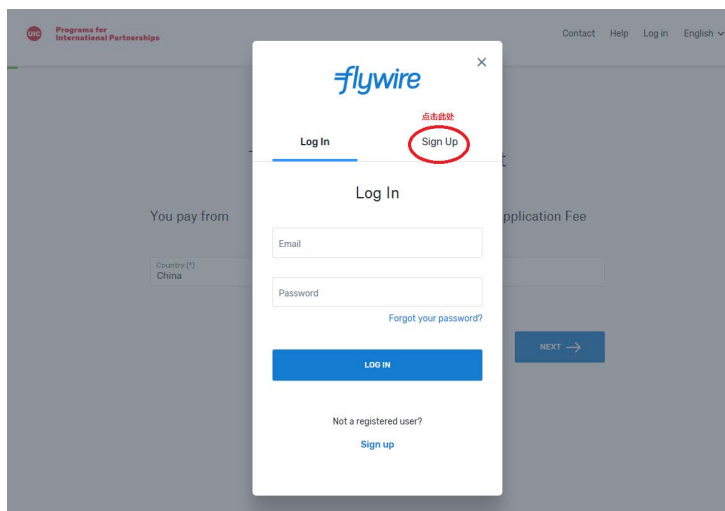 UIC
Programs for
International Partnerships
Contact Help Log in English
flywire
点击此处
Log In Sign Up
Log In
You pay from
pplication Fee
Email
Country (*)
China
Password
Forgot your password?
NEXT
LOG IN
Not a registered user?
Sign up